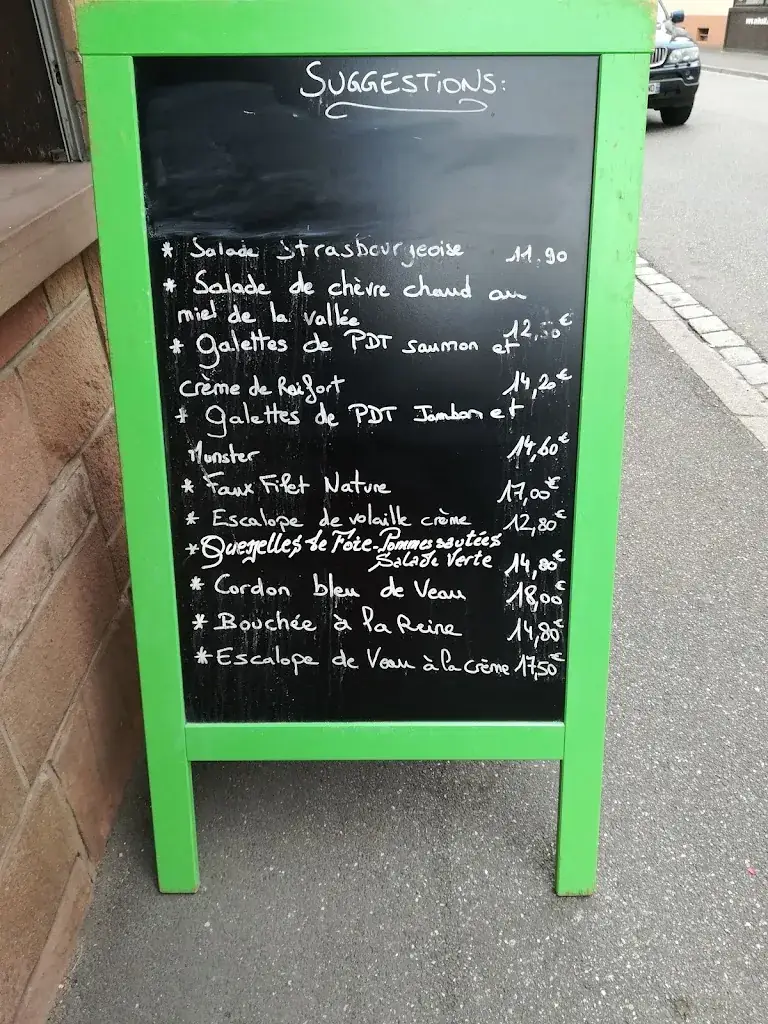 SUGGESTIONS:
* Salade Strasbourgeoise 11.90
* Salade de chèvre chaud au
miel de la vallée 12,50€
* Galettes de PDT saumon et
crème de Raifort 14,20€
* Galettes de PDT Jambon et
Munster 14,60€
* Faux Filet Nature 17,00€
* Escalope de volaille crème 12,80€
* Quenelles de Foie-Pommes sautées
Salade Verte 14,80€
* Cordon bleu de Veau 18,00€
* Bouchée à la Reine 14,80€
* Escalope de Veau à la crème 17,50€